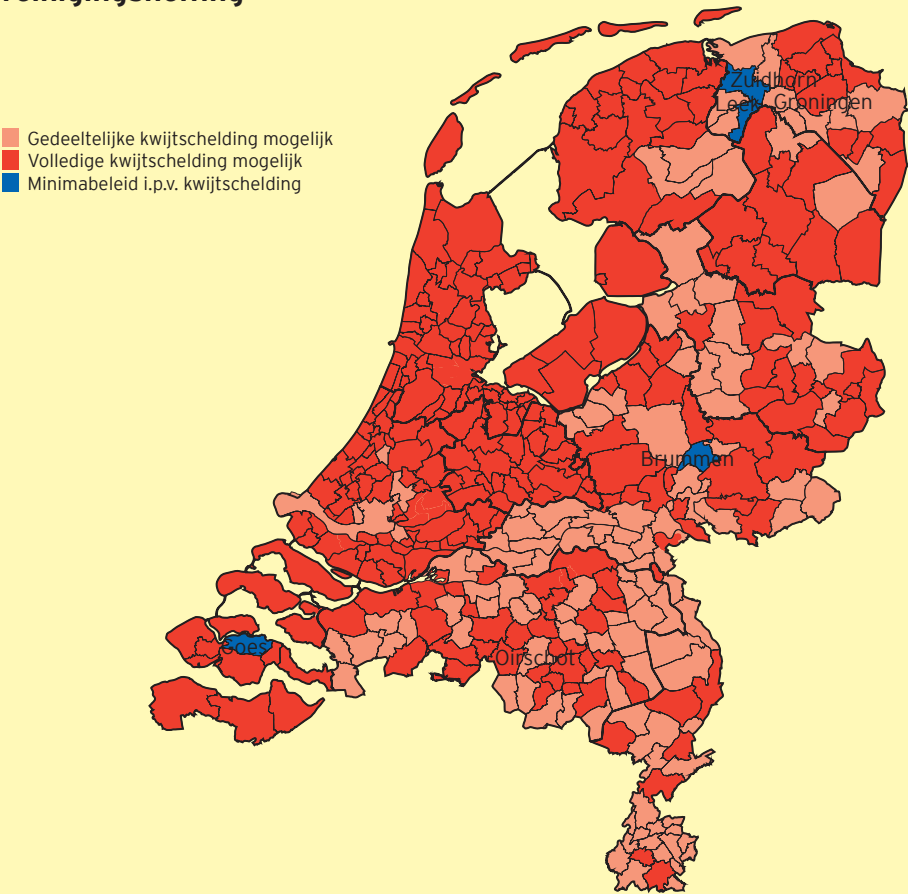 Gedeeltelijke kwijtschelding mogelijk
Volledige kwijtschelding mogelijk
Minimabeleid i.p.v. kwijtschelding
Zuidhorn
Leek Groningen
Brummen
Goes
Oirschot